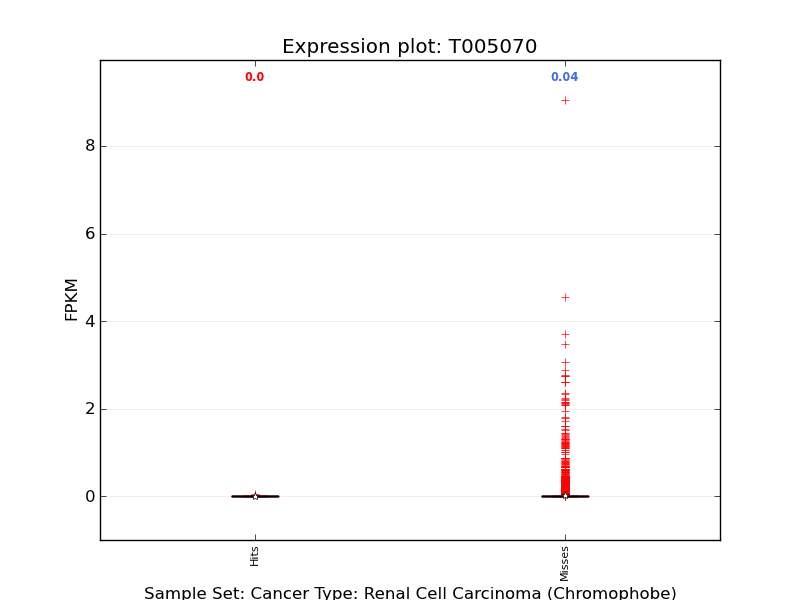 Expression plot: T005070
0.0 0.04
8
6
4
2
0
FPKM
Hits Misses
Sample Set: Cancer Type: Renal Cell Carcinoma (Chromophobe)